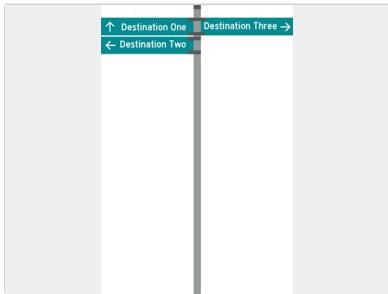 ↑ Destination One
← Destination Two
Destination Three →